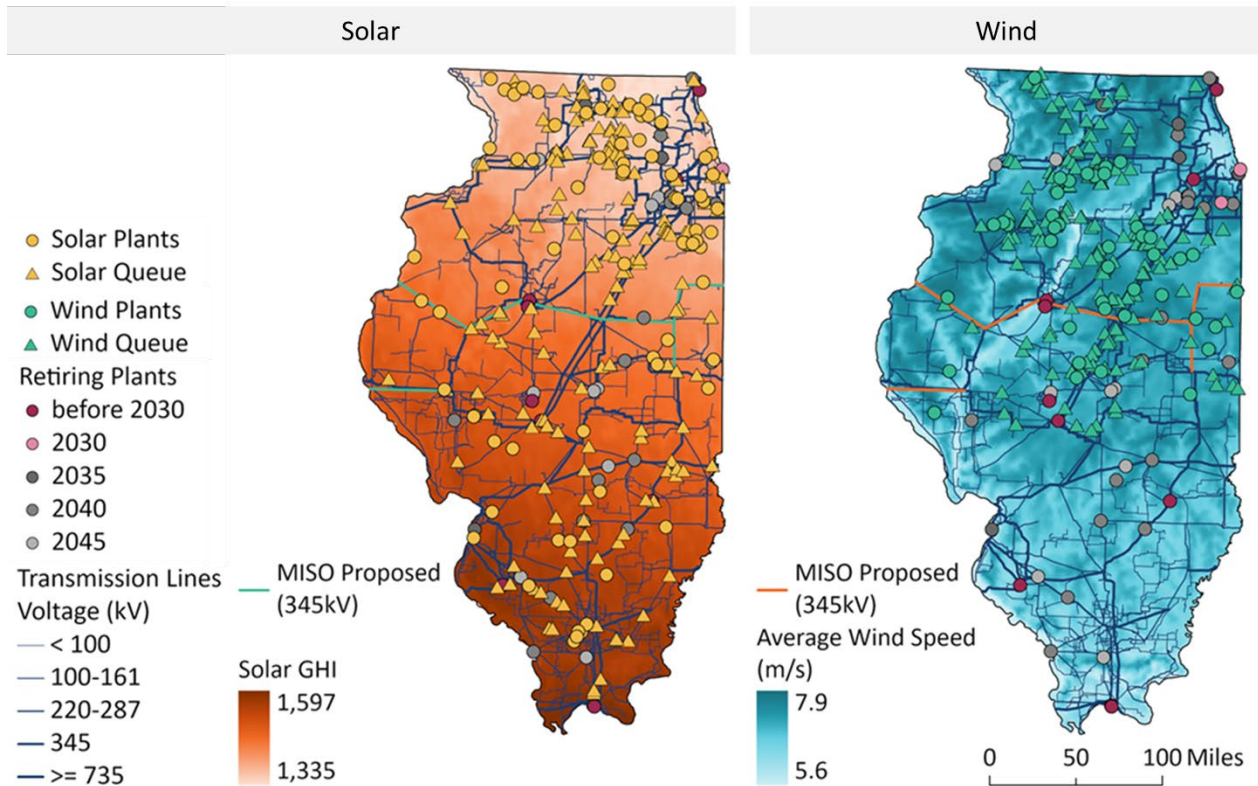 Solar
Wind
Solar Plants
Solar Queue
Wind Plants
Wind Queue
Retiring Plants
before 2030
2030
2035
2040
2045
Transmission Lines
Voltage (kV)
< 100
100-161
220-287
345
>= 735
MISO Proposed
(345kV)
Solar GHI
1,597
1,335
MISO Proposed
(345kV)
Average Wind Speed
(m/s)
7.9
5.6
0 50 100 Miles